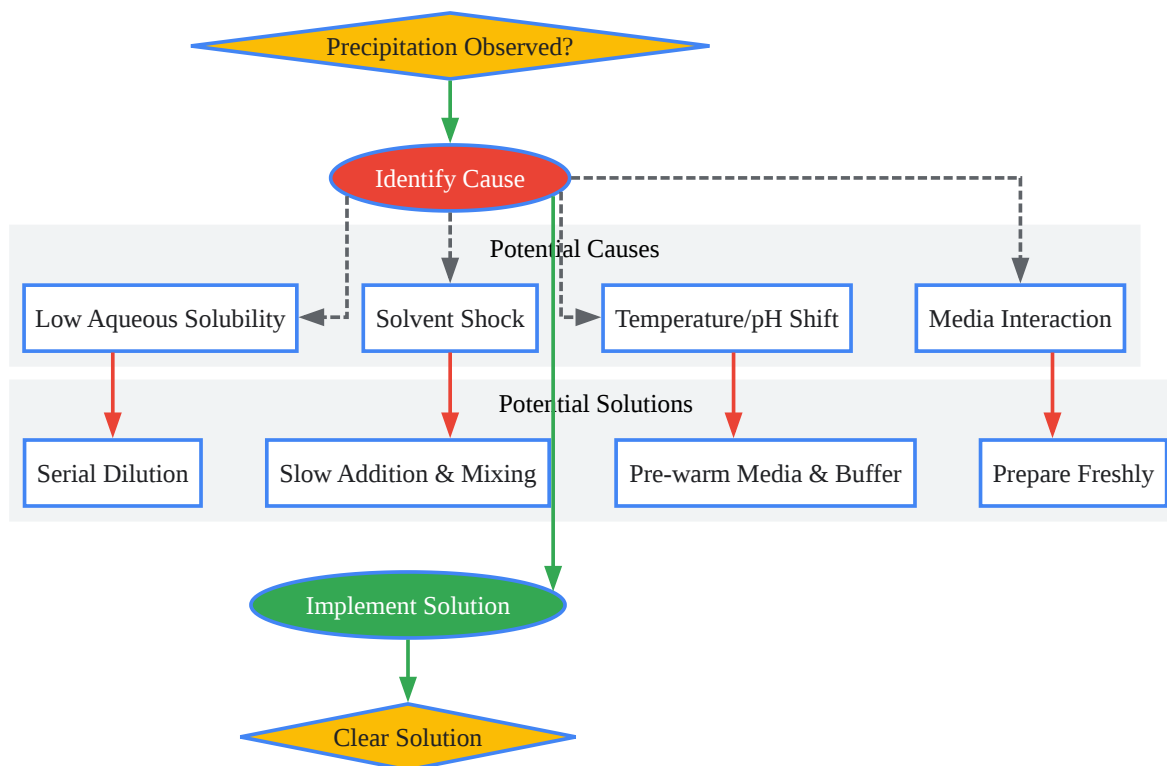 Precipitation Observed?
Identify Cause
Potential Causes
Low Aqueous Solubility
Solvent Shock
Temperature/pH Shift
Media Interaction
Potential Solutions
Serial Dilution
Slow Addition & Mixing
Pre-warm Media & Buffer
Prepare Freshly
Implement Solution
Clear Solution